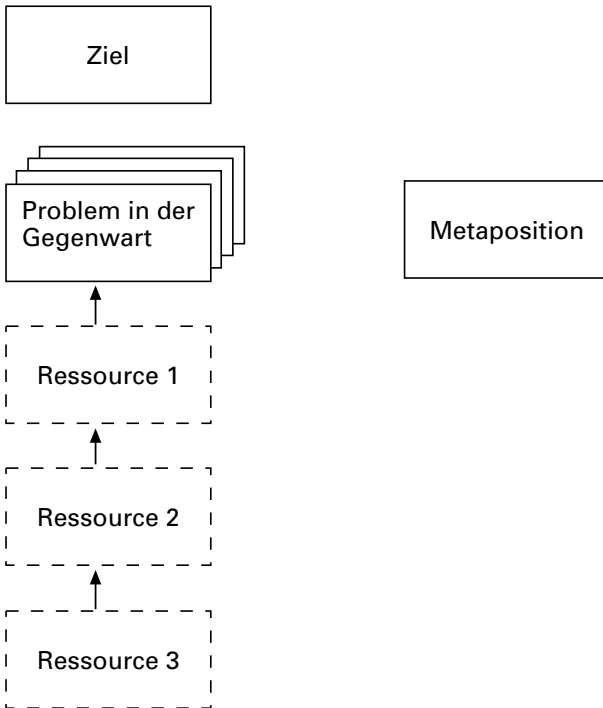 Ziel
Problem in der
Gegenwart
Metaposition
Ressource 1
Ressource 2
Ressource 3